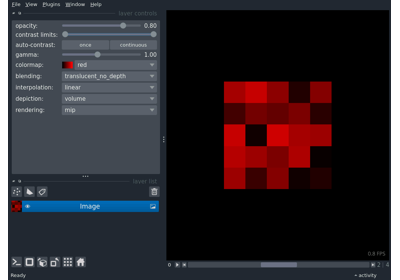 File View Plugins Window Help
layer controls
opacity: 0.80
contrast limits:
auto-contrast: once continuous
gamma: 1.00
colormap: red
blending: translucent_no_depth
interpolation: linear
depiction: volume
rendering: mip
layer list
Image
0.8 FPS
0 2 4
Ready activity